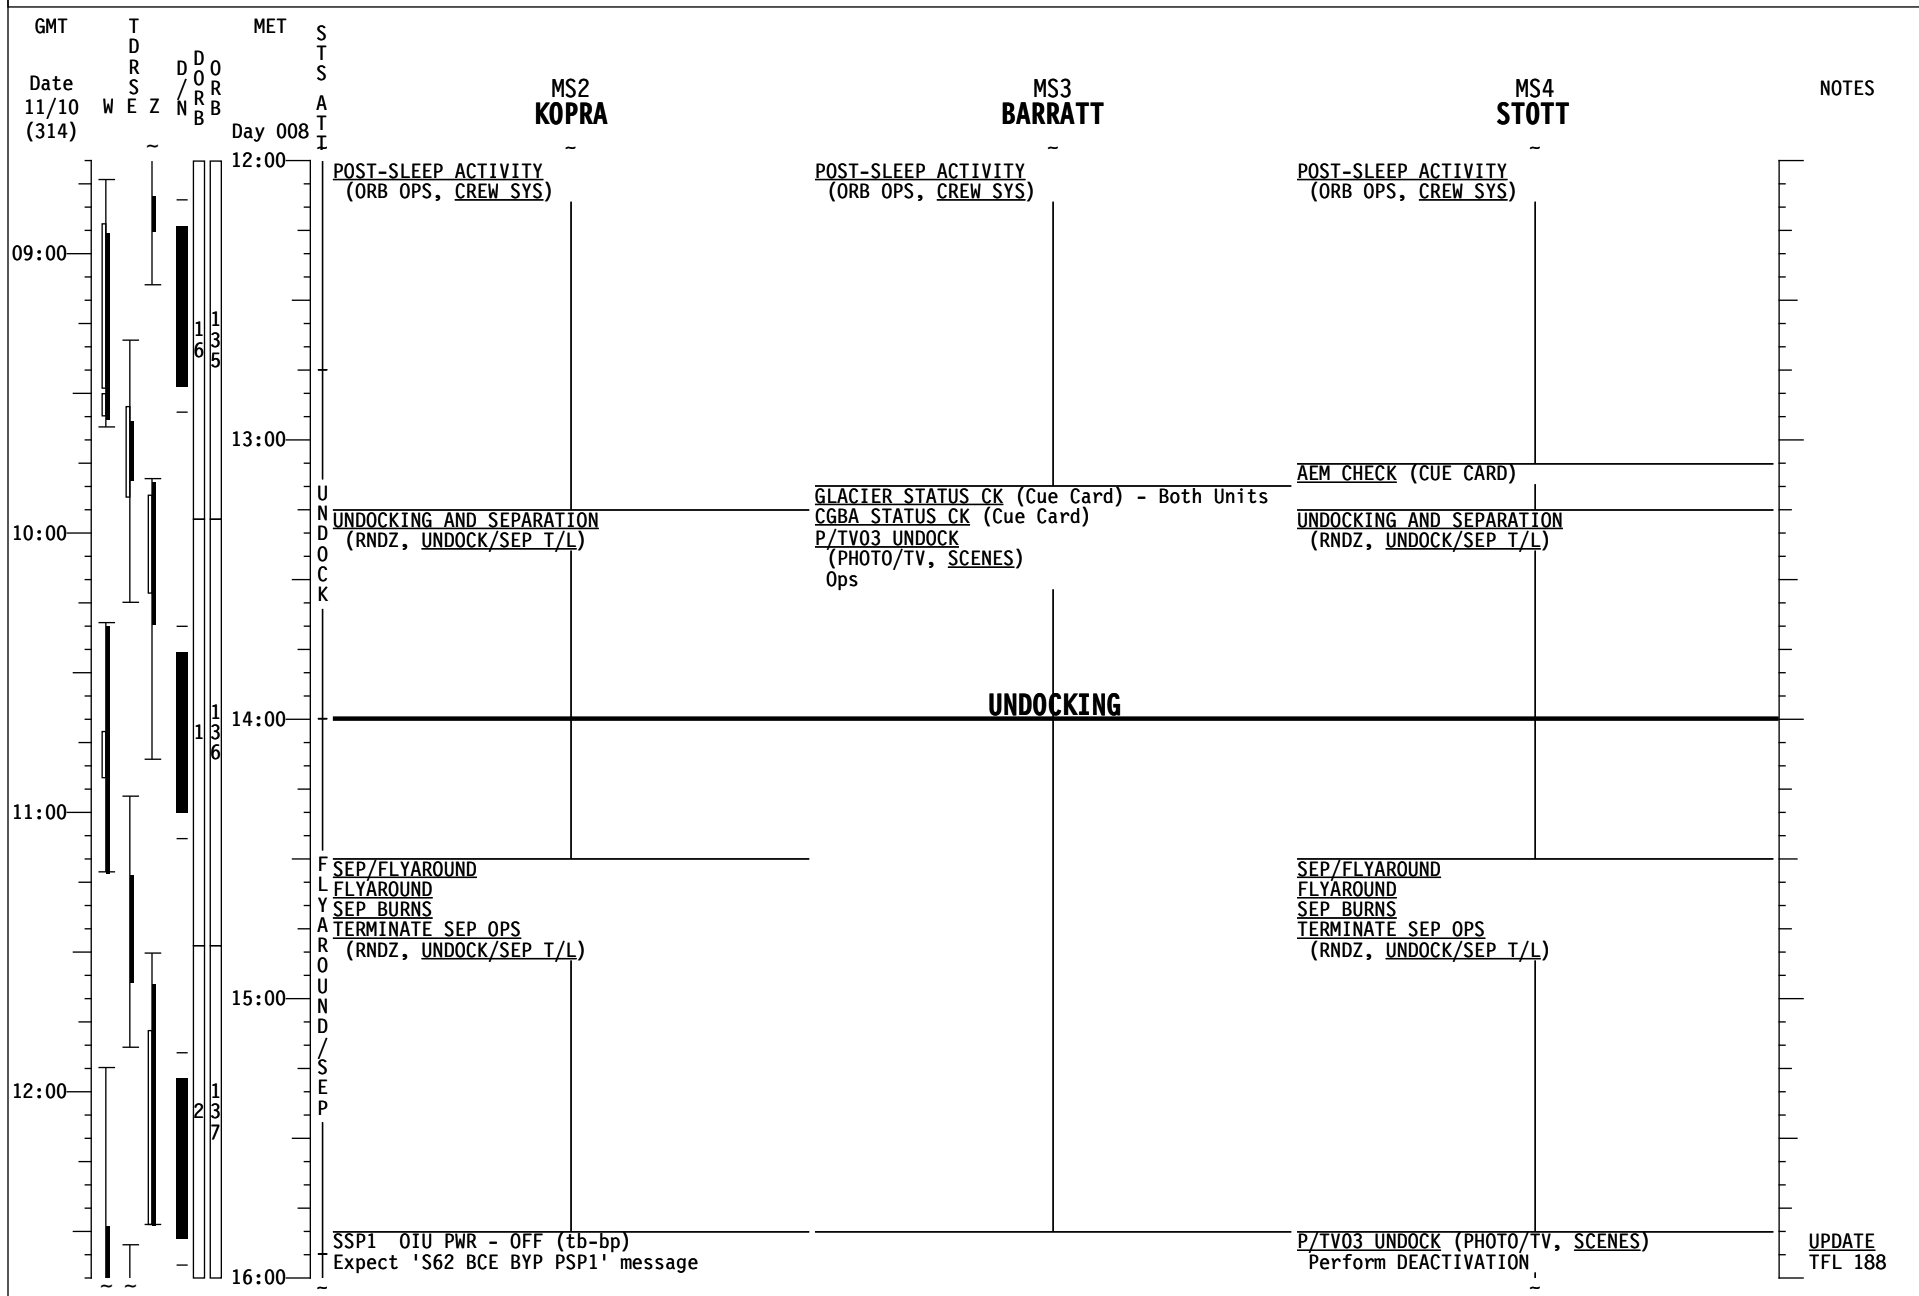 GMT
TDRS
MET
STS ATT
D/N
DORB
ORB
Date
11/10
(314)
W E Z
Day 008
MS2
KOPRA
MS3
BARRATT
MS4
STOTT
NOTES
~ ~ ~ ~
12:00
POST-SLEEP ACTIVITY
(ORB OPS, CREW SYS)
POST-SLEEP ACTIVITY
(ORB OPS, CREW SYS)
POST-SLEEP ACTIVITY
(ORB OPS, CREW SYS)
09:00
16
135
13:00
AEM CHECK (CUE CARD)
UNDOCK
GLACIER STATUS CK (Cue Card) - Both Units
CGBA STATUS CK (Cue Card)
P/TV03 UNDOCK
(PHOTO/TV, SCENES)
Ops
UNDOCKING AND SEPARATION
(RNDZ, UNDOCK/SEP T/L)
UNDOCKING AND SEPARATION
(RNDZ, UNDOCK/SEP T/L)
10:00
UNDOCKING
14:00
1
136
11:00
FLYAROUND/SEP
SEP/FLYAROUND
FLYAROUND
SEP BURNS
TERMINATE SEP OPS
(RNDZ, UNDOCK/SEP T/L)
SEP/FLYAROUND
FLYAROUND
SEP BURNS
TERMINATE SEP OPS
(RNDZ, UNDOCK/SEP T/L)
15:00
12:00
2
137
SSP1 OIU PWR - OFF (tb-bp)
Expect 'S62 BCE BYP PSP1' message
P/TV03 UNDOCK (PHOTO/TV, SCENES)
Perform DEACTIVATION
UPDATE
TFL 188
16:00
~ ~ ~ ~